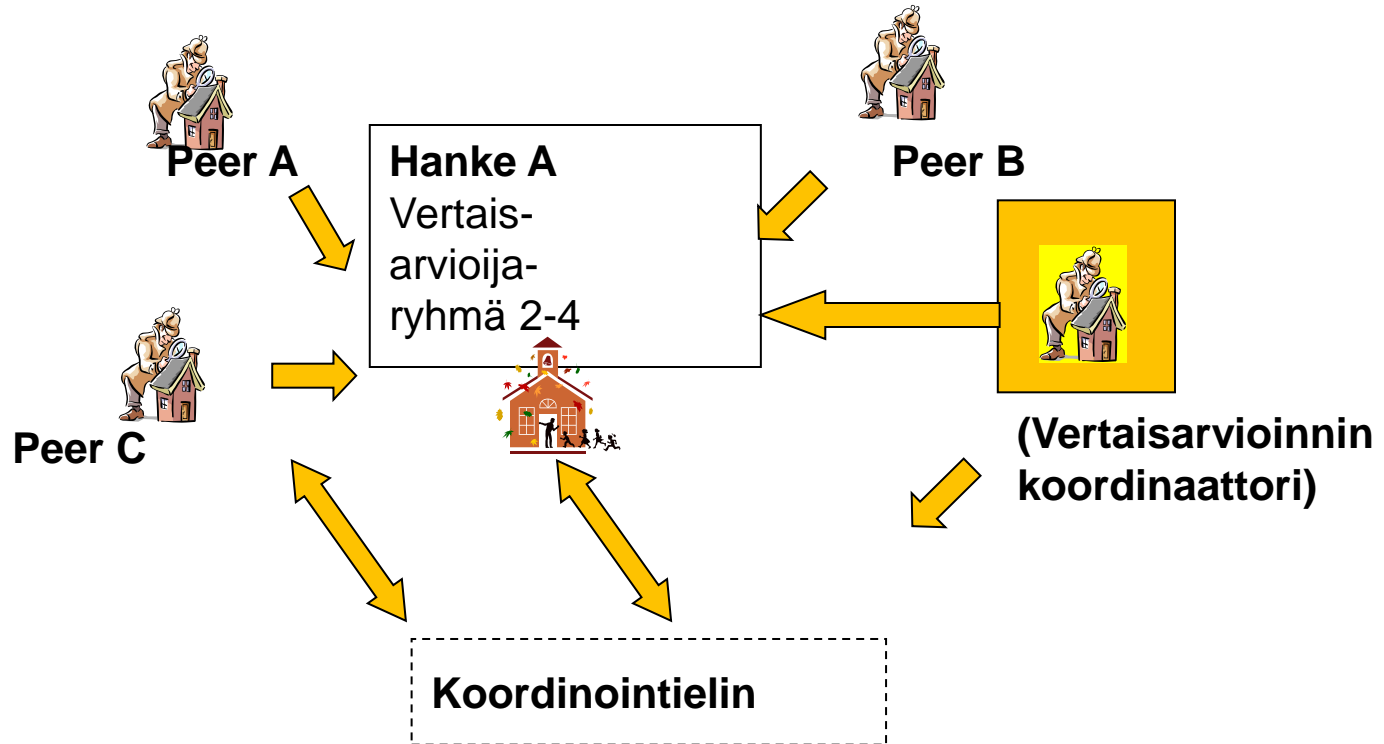 Peer A
Hanke A
Vertais-
arvioija-
ryhmä 2-4
Peer B
Peer C
(Vertaisarvioinnin
koordinaattori)
Koordinointielin